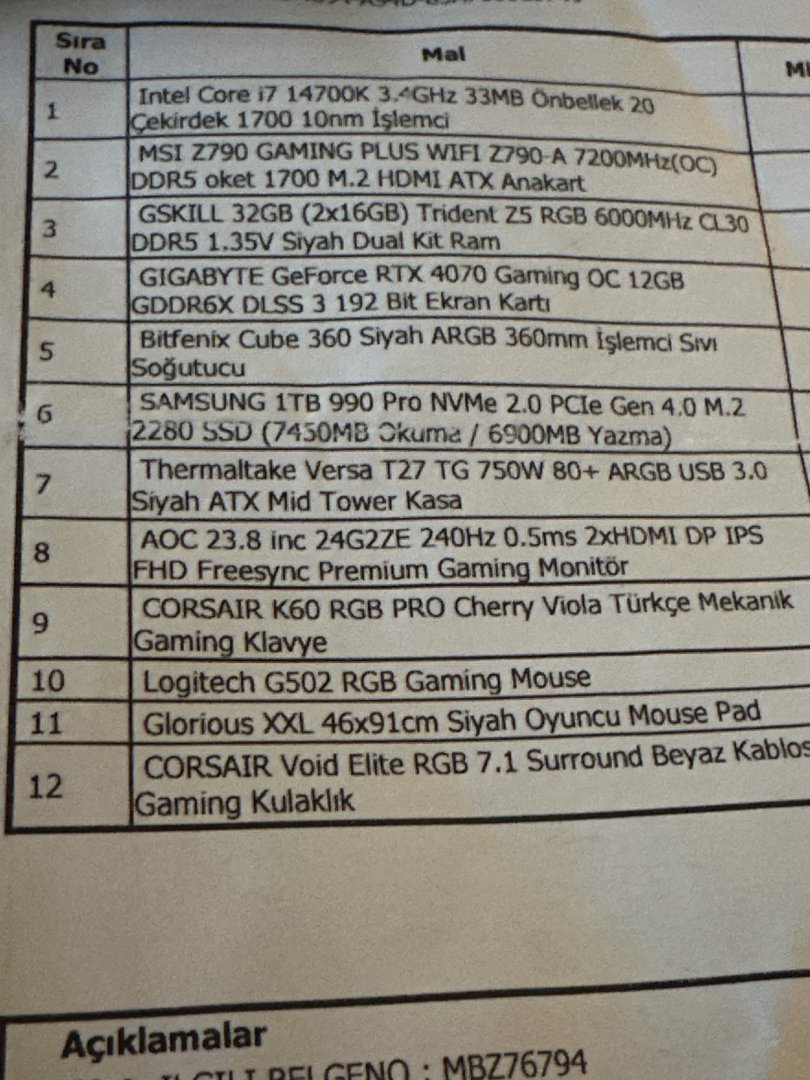 Sıra
No
Mal
1
Intel Core i7 14700K 3.4GHz 33MB Önbellek 20
Çekirdek 1700 10nm İşlemci
2
MSI Z790 GAMING PLUS WIFI Z790-A 7200MHz(OC)
DDR5 oket 1700 M.2 HDMI ATX Anakart
3
GSKILL 32GB (2x16GB) Trident Z5 RGB 6000MHz CL30
DDR5 1.35V Siyah Dual Kit Ram
4
GIGABYTE GeForce RTX 4070 Gaming OC 12GB
GDDR6X DLSS 3 192 Bit Ekran Kartı
5
Bitfenix Cube 360 Siyah ARGB 360mm İşlemci Sıvı
Soğutucu
6
SAMSUNG 1TB 990 Pro NVMe 2.0 PCIe Gen 4.0 M.2
2280 SSD (7450MB Okuma / 6900MB Yazma)
7
Thermaltake Versa T27 TG 750W 80+ ARGB USB 3.0
Siyah ATX Mid Tower Kasa
8
AOC 23.8 inc 24G2ZE 240Hz 0.5ms 2xHDMI DP IPS
FHD Freesync Premium Gaming Monitör
9
CORSAIR K60 RGB PRO Cherry Viola Türkçe Mekanik
Gaming Klavye
10
Logitech G502 RGB Gaming Mouse
11
Glorious XXL 46x91cm Siyah Oyuncu Mouse Pad
12
CORSAIR Void Elite RGB 7.1 Surround Beyaz Kablos
Gaming Kulaklık
Açıklamalar
ILGILI BELGENO : MBZ76794